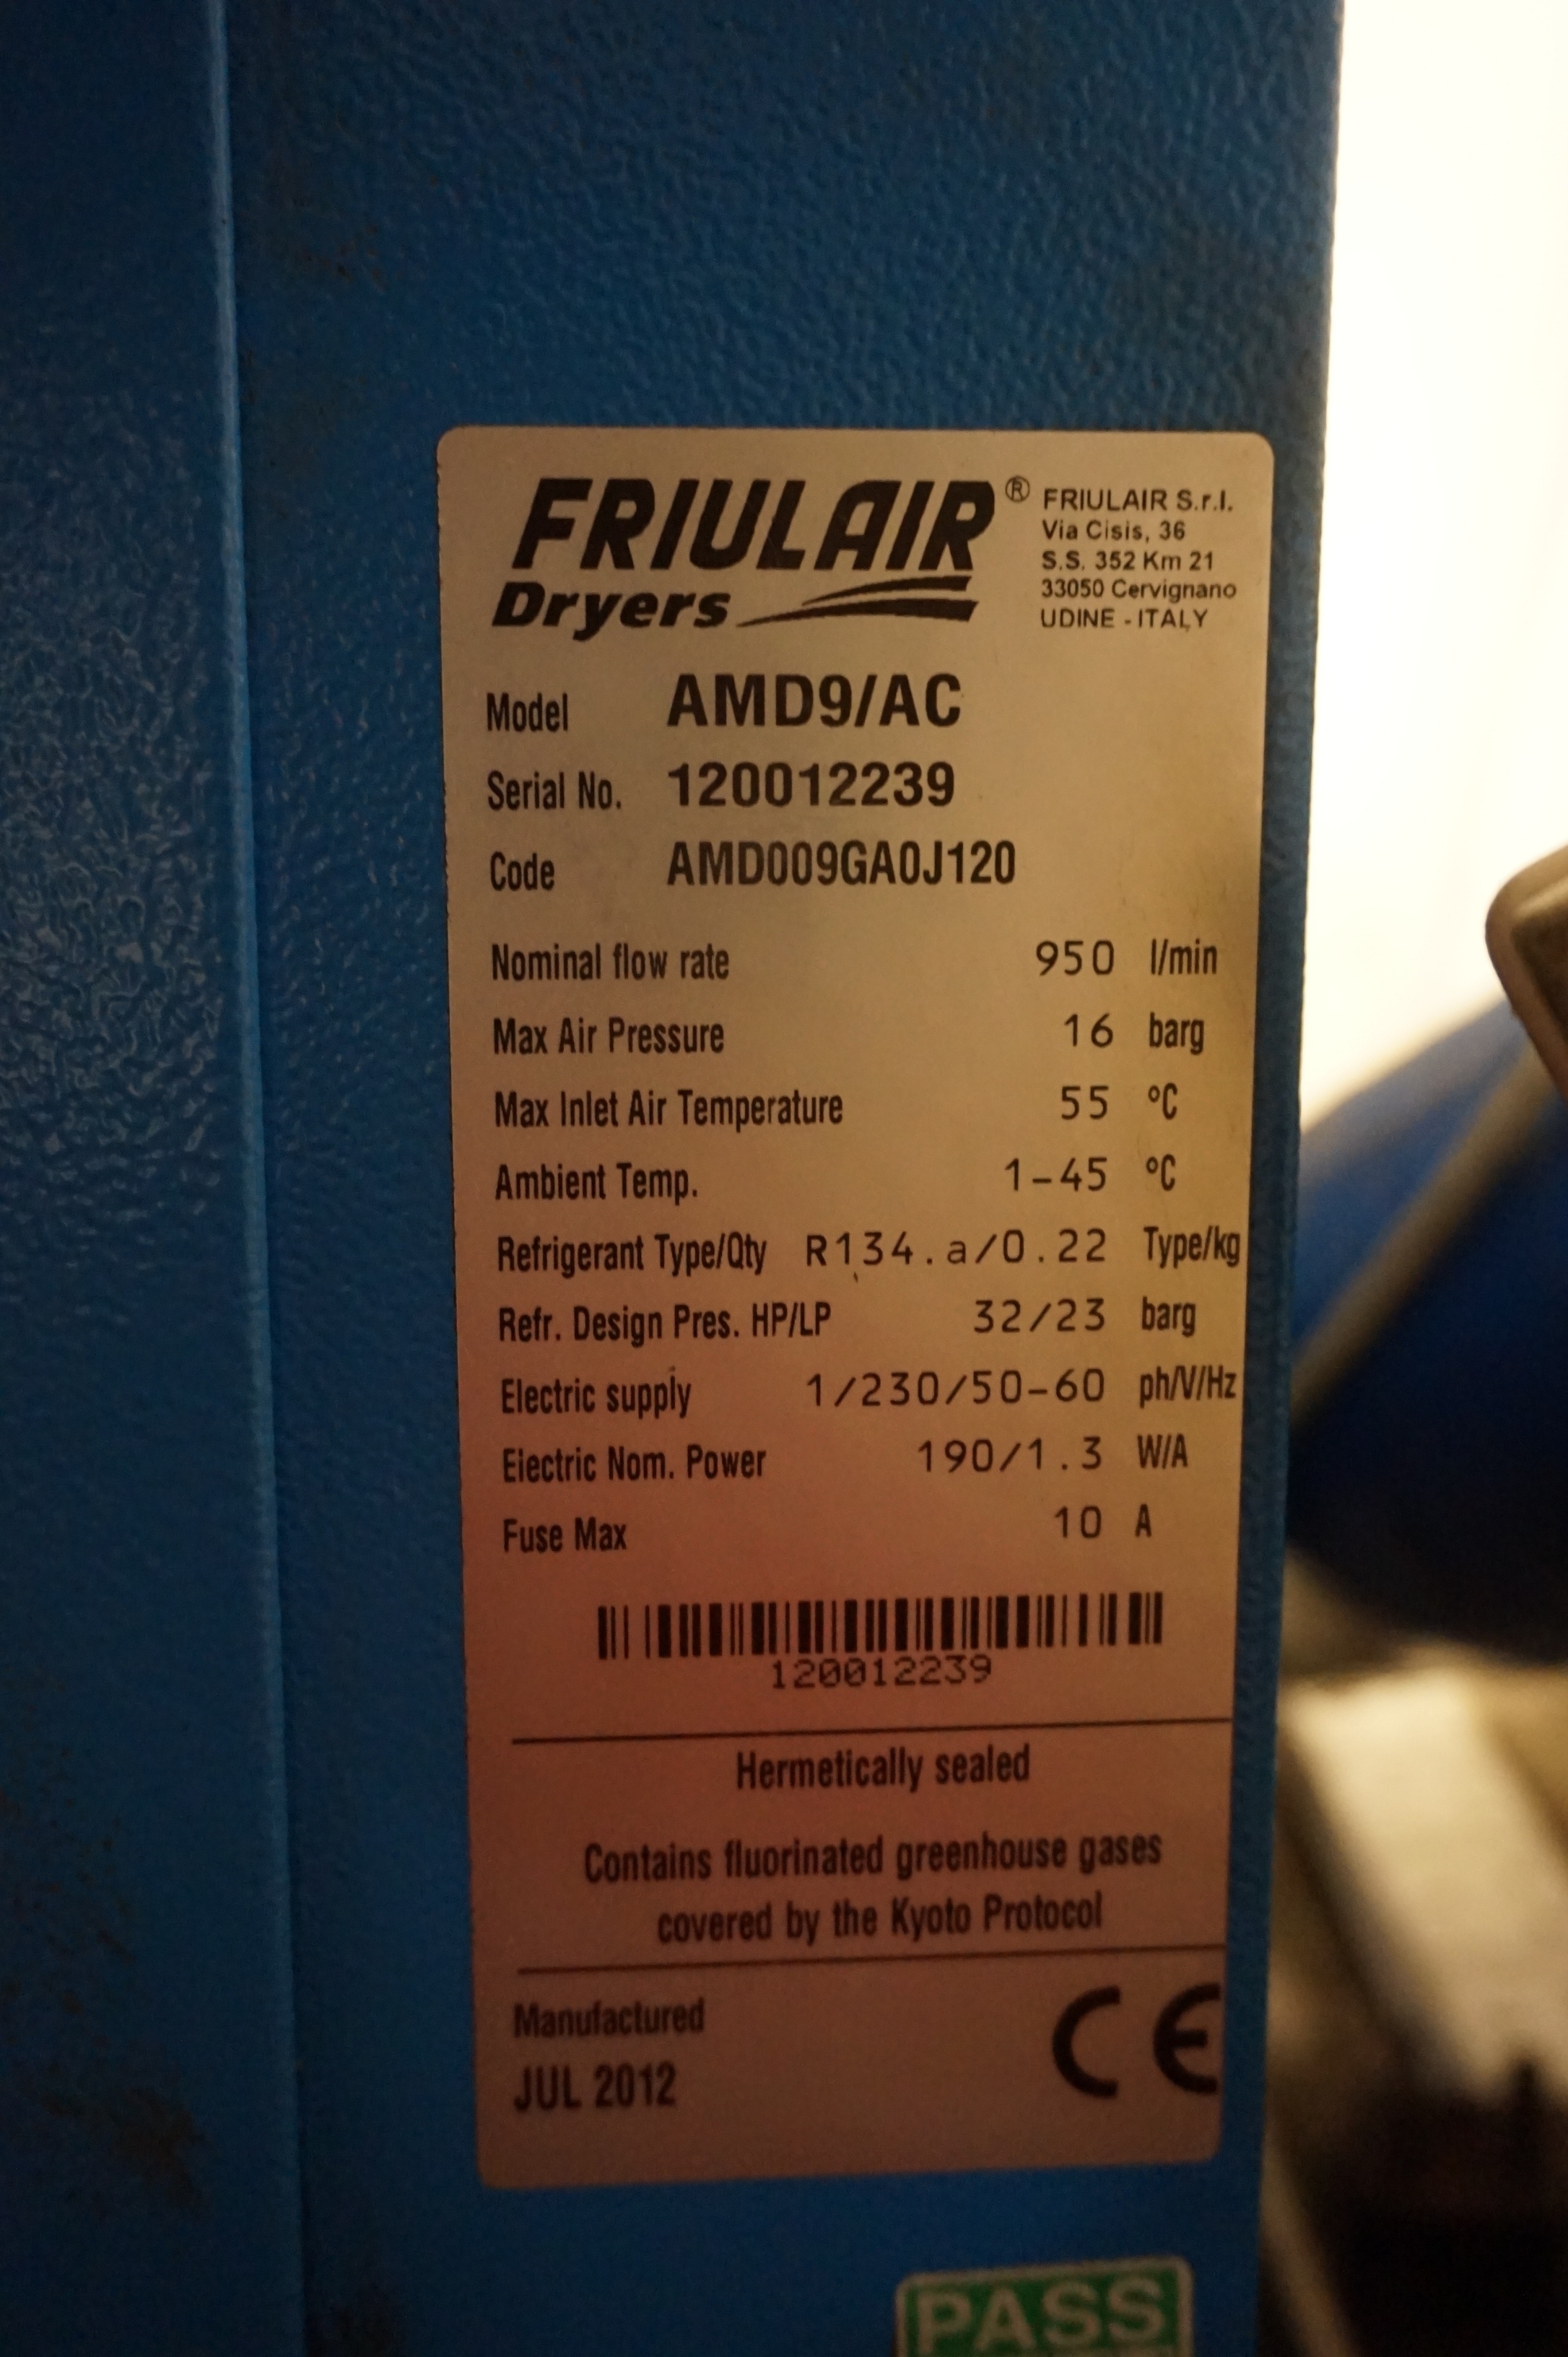 FRIULAIR®
Dryers
FRIULAIR S.r.l.
Via Cisis, 36
S.S. 352 Km 21
33050 Cervignano
UDINE - ITALY
Model AMD9/AC
Serial No. 120012239
Code AMD009GA0J120
Nominal flow rate 950 l/min
Max Air Pressure 16 barg
Max Inlet Air Temperature 55 °C
Ambient Temp. 1-45 °C
Refrigerant Type/Qty R134.a/0.22 Type/kg
Refr. Design Pres. HP/LP 32/23 barg
Electric supply 1/230/50-60 ph/V/Hz
Electric Nom. Power 190/1.3 W/A
Fuse Max 10 A
120012239
Hermetically sealed
Contains fluorinated greenhouse gases
covered by the Kyoto Protocol
Manufactured
JUL 2012
CE
PASS